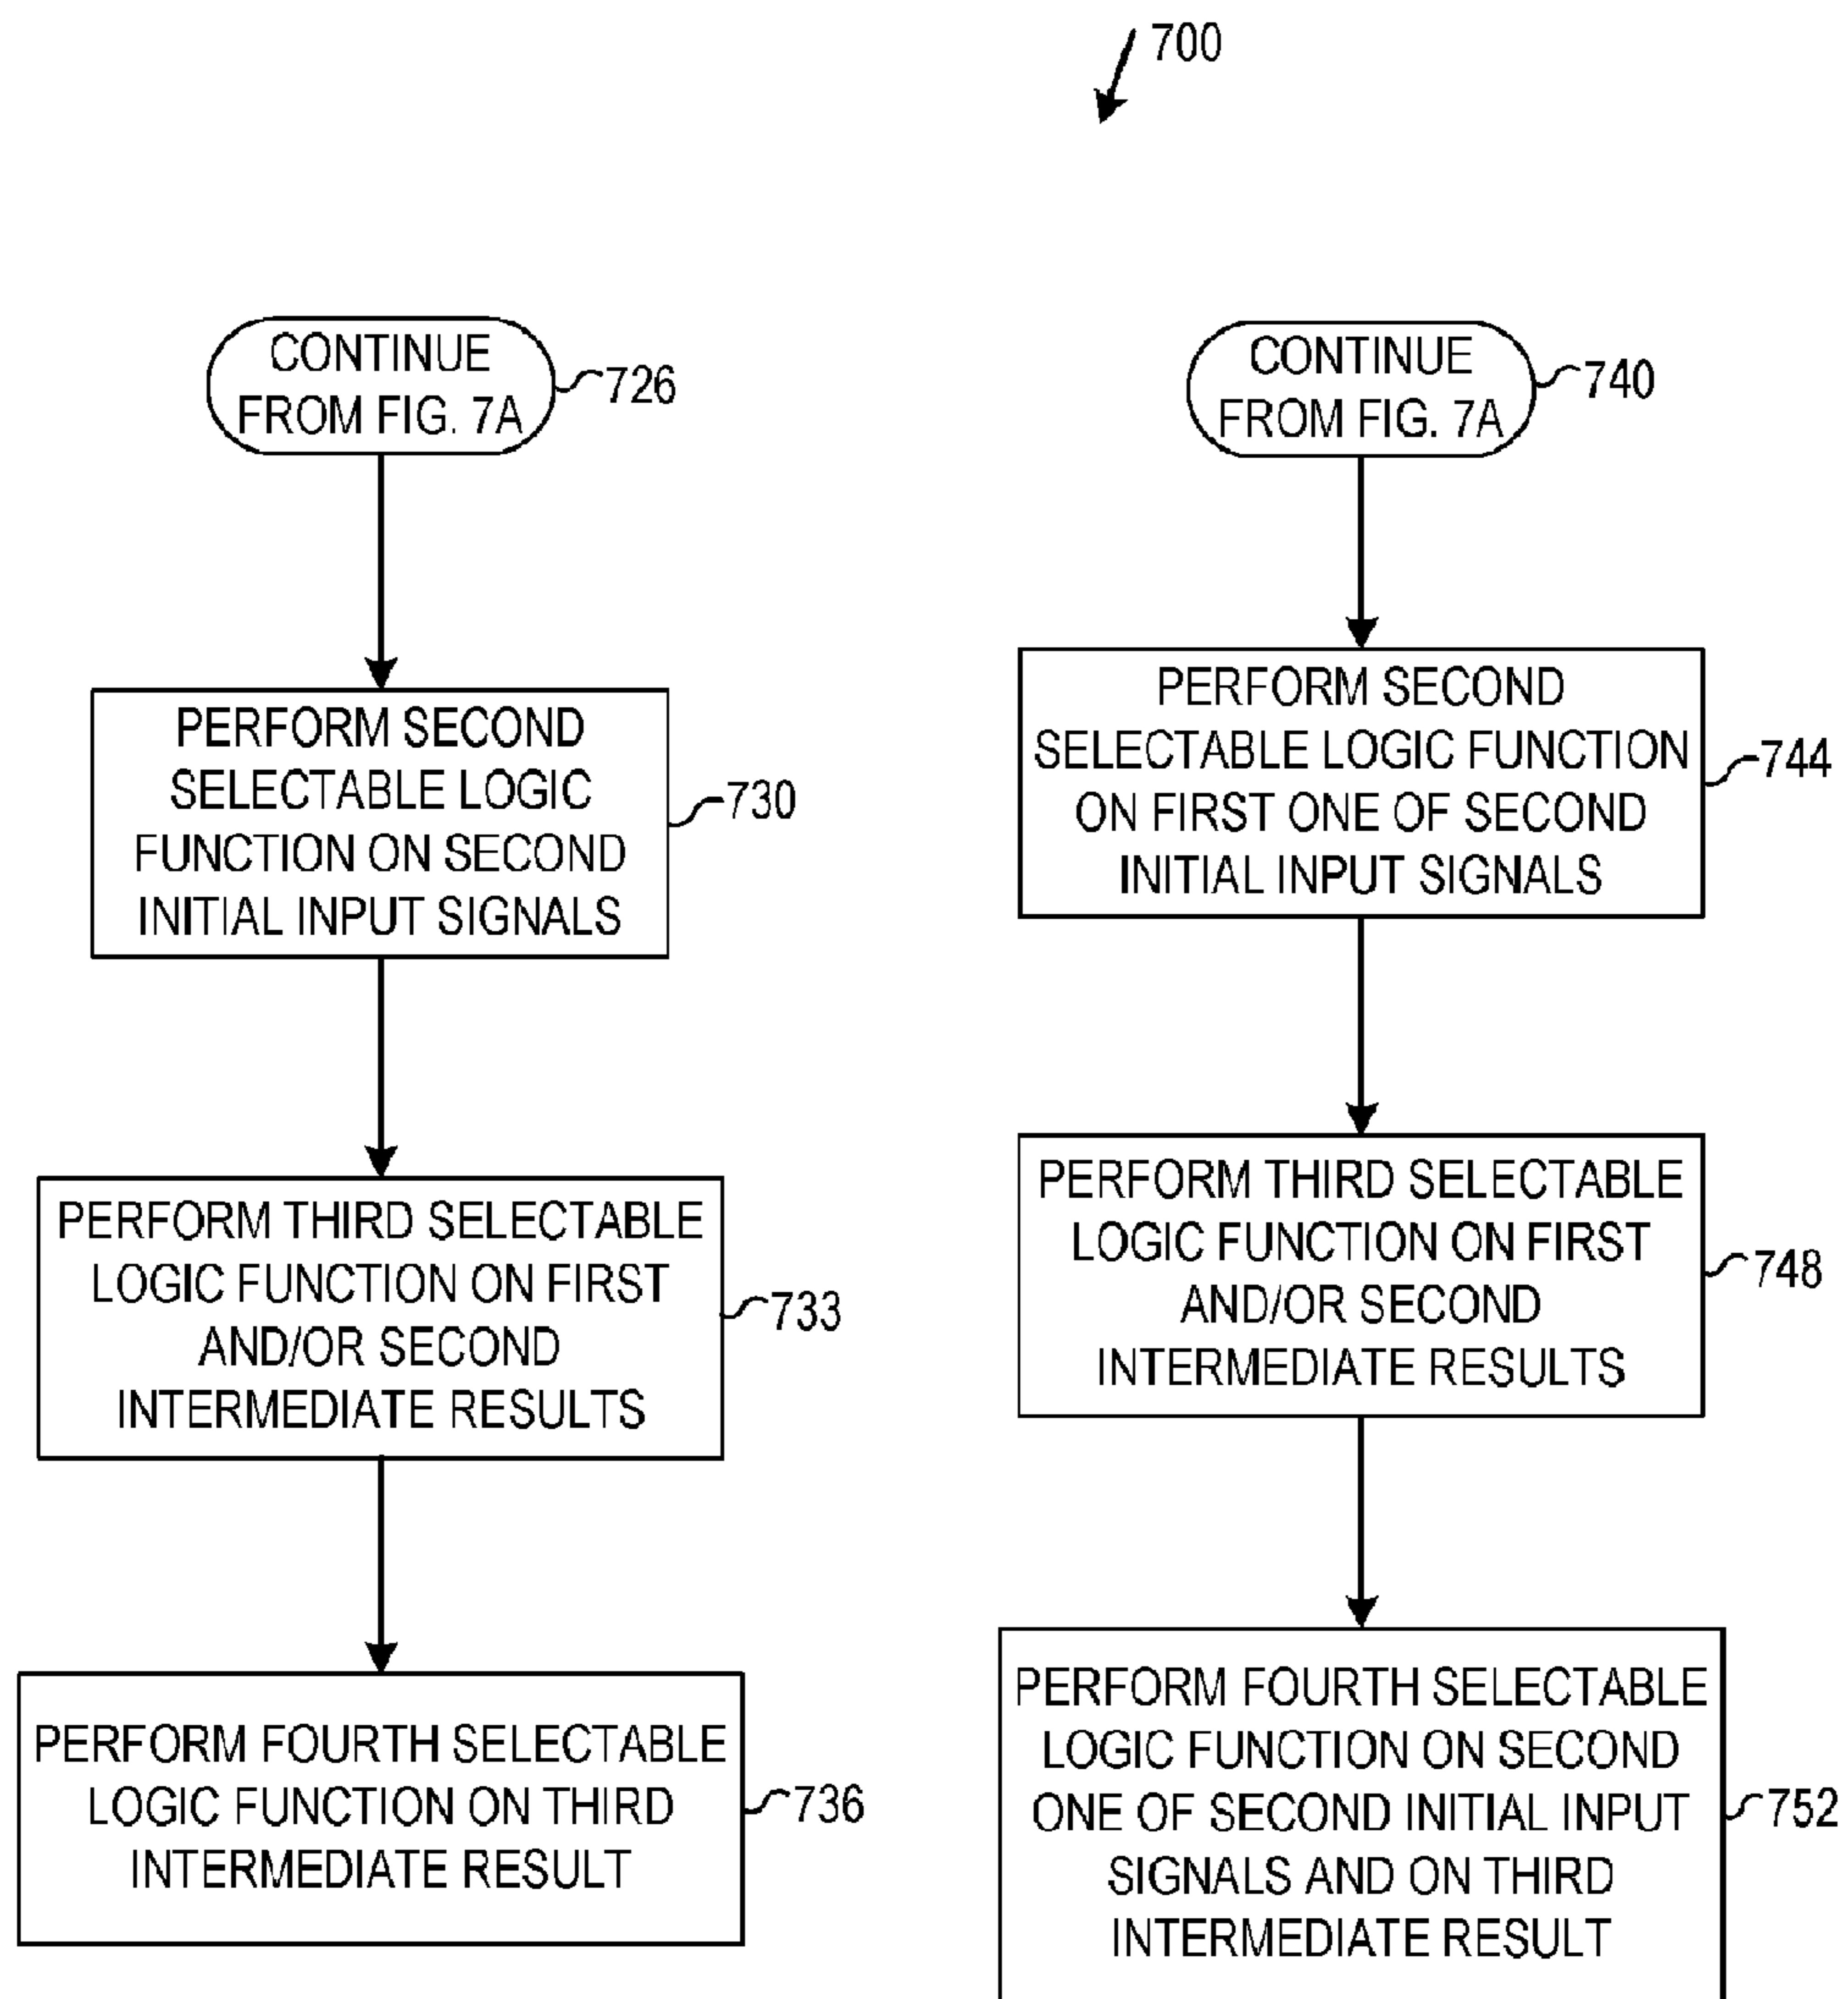 700
CONTINUE
FROM FIG. 7A
726
PERFORM SECOND
SELECTABLE LOGIC
FUNCTION ON SECOND
INITIAL INPUT SIGNALS
730
PERFORM THIRD SELECTABLE
LOGIC FUNCTION ON FIRST
AND/OR SECOND
INTERMEDIATE RESULTS
733
PERFORM FOURTH SELECTABLE
LOGIC FUNCTION ON THIRD
INTERMEDIATE RESULT
736
CONTINUE
FROM FIG. 7A
740
PERFORM SECOND
SELECTABLE LOGIC FUNCTION
ON FIRST ONE OF SECOND
INITIAL INPUT SIGNALS
744
PERFORM THIRD SELECTABLE
LOGIC FUNCTION ON FIRST
AND/OR SECOND
INTERMEDIATE RESULTS
748
PERFORM FOURTH SELECTABLE
LOGIC FUNCTION ON SECOND
ONE OF SECOND INITIAL INPUT
SIGNALS AND ON THIRD
INTERMEDIATE RESULT
752